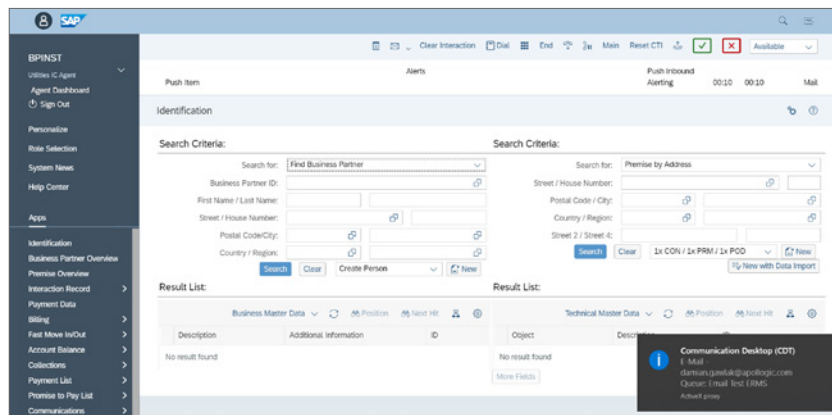 SAP
BPINST
Utilities IC Agent
Agent Dashboard
Sign Out
Personalize
Role Selection
System News
Help Center
Apps
Identification
Business Partner Overview
Premise Overview
Interaction Record
Payment Data
Billing
Fast Move In/Out
Account Balance
Collections
Payment List
Promise to Pay List
Communications
Clear Interaction Dial End Main Reset CTI Available
Alerts Push Inbound
Push Item Alerting 00:10 00:10 Mail
Identification
Search Criteria:
Search for: Find Business Partner
Business Partner ID:
First Name / Last Name:
Street / House Number:
Postal Code/City:
Country / Region:
Search Clear Create Person New
Result List:
Business Master Data Position Next Hit
Description Additional Information ID
No result found
Search Criteria:
Search for: Premise by Address
Street / House Number:
Postal Code / City:
Country / Region:
Street 2 / Street 4:
Search Clear 1x CON / 1x PRM / 1x POD New
New with Data Import
Result List:
Technical Master Data Position Next Hit
Object
No result found
More Fields
Communication Desktop (CDT)
E-Mail -
damian.gawlak@apollogic.com
Queue: Email Test ERMS
ActiveX proxy